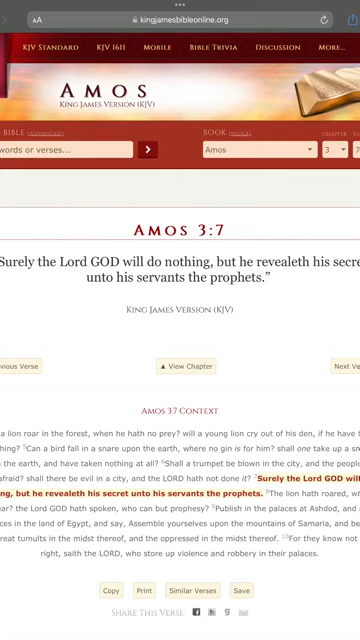 AA kingjamesbibleonline.org
KJV Standard KJV 1611 Mobile Bible Trivia Discussion More...
Amos
King James Version (KJV)
BIBLE (Advanced) BOOK (Pauer) CHAPTER
words or verses... Amos 3 7
Amos 3:7
Surely the Lord GOD will do nothing, but he revealeth his secre
unto his servants the prophets.”
King James Version (KJV)
vious Verse ▲ View Chapter Next Ve
Amos 3:7 Context
a lion roar in the forest, when he hath no prey? will a young lion cry out of his den, if he have t
hing? 5Can a bird fall in a snare upon the earth, where no gin is for him? shall one take up a sn
the earth, and have taken nothing at all? 6Shall a trumpet be blown in the city, and the people
afraid? shall there be evil in a city, and the LORD hath not done it? 7Surely the Lord GOD will
ng, but he revealeth his secret unto his servants the prophets. 8The lion hath roared, wh
ear? the Lord GOD hath spoken, who can but prophesy? 9Publish in the palaces at Ashdod, and
ces in the land of Egypt, and say, Assemble yourselves upon the mountains of Samaria, and be
reat tumults in the midst thereof, and the oppressed in the midst thereof. 10For they know not
right, saith the LORD, who store up violence and robbery in their palaces.
Copy Print Similar Verses Save
Share This Verse: